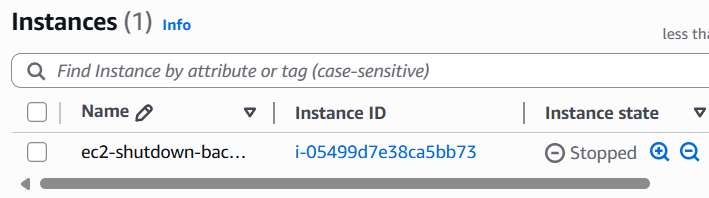 Instances (1) Info
less tha
Find Instance by attribute or tag (case-sensitive)
Name Instance ID Instance state
ec2-shutdown-bac... i-05499d7e38ca5bb73 Stopped